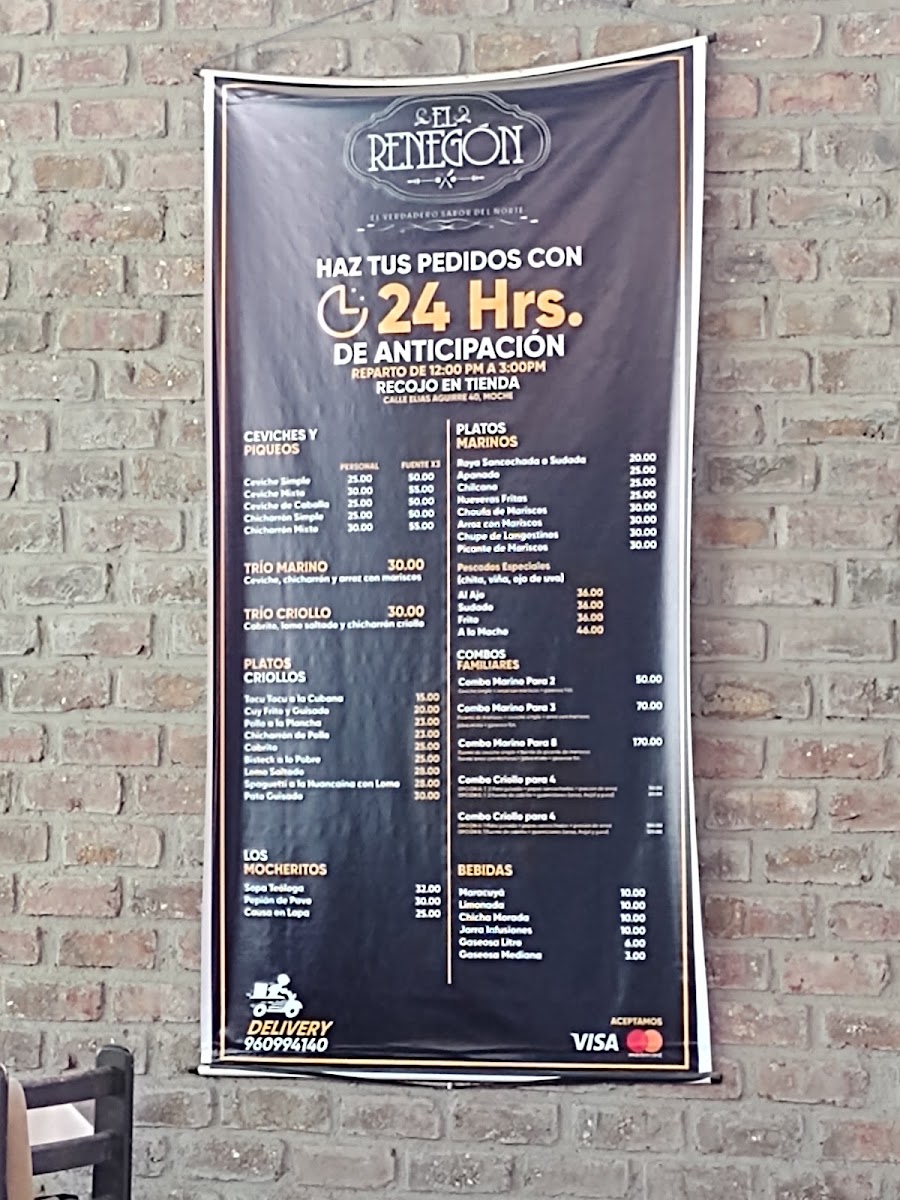 EL
RENEGÓN
EL VERDADERO SABOR DEL NORTE
HAZ TUS PEDIDOS CON
24 Hrs.
DE ANTICIPACIÓN
REPARTO DE 12:00 PM A 3:00PM
RECOJO EN TIENDA
CALLE ELIAS AGUIRRE 40, MOCHE
CEVICHES Y
PIQUEOS
PERSONAL FUENTE X3
Ceviche Simple 25.00 50.00
Ceviche Mixto 30.00 55.00
Ceviche de Caballa 25.00 50.00
Chicharrón Simple 25.00 50.00
Chicharrón Mixto 30.00 55.00
TRÍO MARINO 30.00
Ceviche, chicharrón y arroz con mariscos
TRÍO CRIOLLO 30.00
Cabrito, lomo saltado y chicharrón criollo
PLATOS
CRIOLLOS
Tacu Tacu a la Cubana 15.00
Cuy Frito y Guisado 20.00
Pollo a la Plancha 23.00
Chicharrón de Pollo 23.00
Cabrito 25.00
Bisteck a lo Pobre 25.00
Lomo Saltado 25.00
Spaguetti a la Huancaina con Lomo 28.00
Pato Guisado 30.00
LOS
MOCHERITOS
Sopa Teóloga 32.00
Pepián de Pavo 30.00
Causa en Lapa 25.00
DELIVERY
960994140
PLATOS
MARINOS
Raya Sancochada o Sudada 20.00
Apanado 25.00
Chilcano 25.00
Hueveras Fritas 25.00
Chaufa de Mariscos 30.00
Arroz con Mariscos 30.00
Chupe de Langostinos 30.00
Picante de Mariscos 30.00
Pescados Especiales
(chita, viña, ojo de uva)
Al Ajo 36.00
Sudado 36.00
Frito 36.00
A lo Macho 46.00
COMBOS
FAMILIARES
Combo Marino Para 2 50.00
Combo Marino Para 3 70.00
Combo Marino Para 8 170.00
Combo Criollo para 4
Combo Criollo para 4
BEBIDAS
Maracuyá 10.00
Limonada 10.00
Chicha Morada 10.00
Jarra Infusiones 10.00
Gaseosa Litro 6.00
Gaseosa Mediana 3.00
ACEPTAMOS
VISA